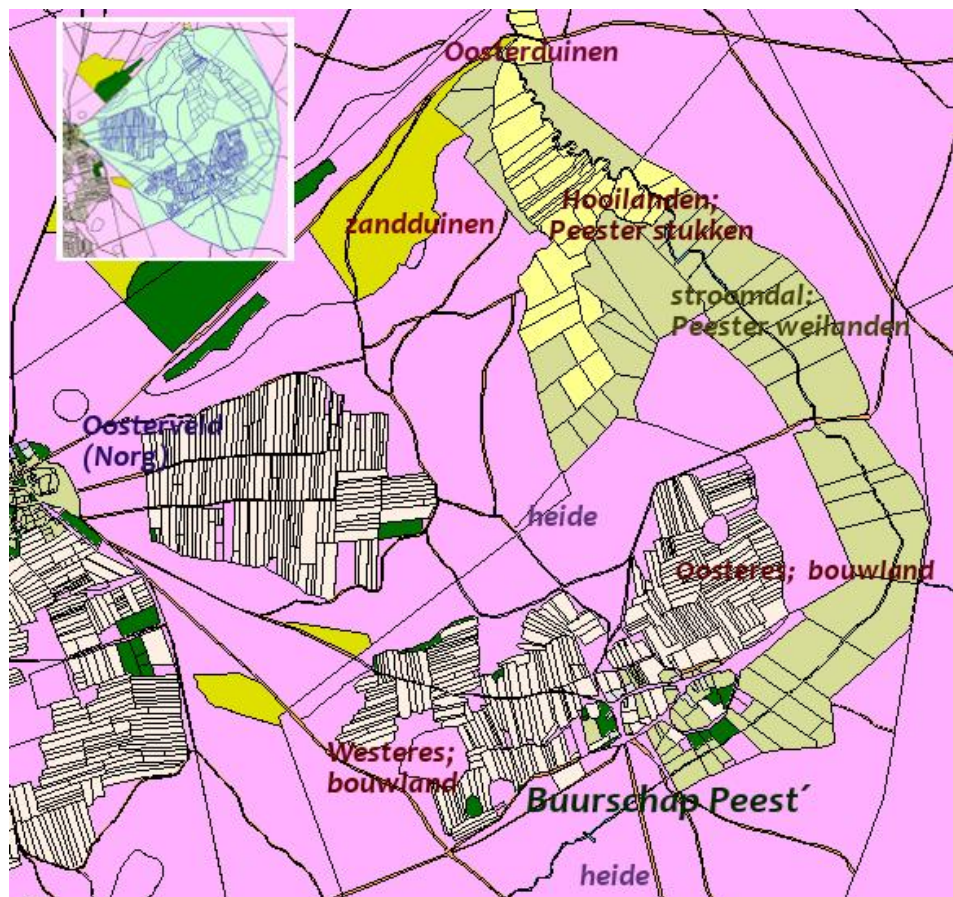 Oosterduinen
Hooilanden;
Peester stukken
zandduinen
stroomdal:
Peester weilanden
Oosterveld
(Norg)
heide
Oosteres; bouwland
Westeres;
bouwland
´Buurschap Peest´
heide